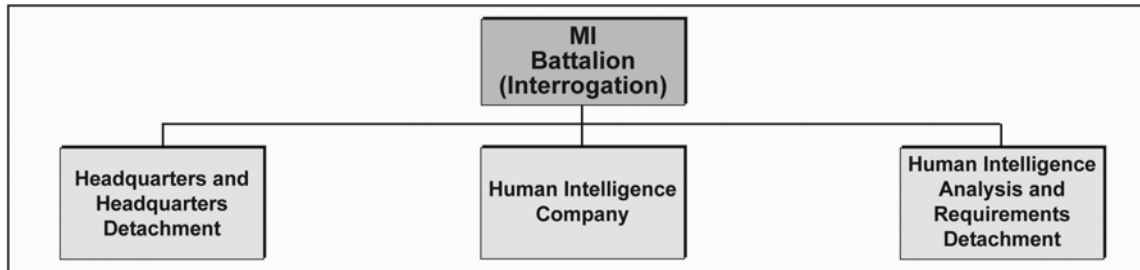 MI
Battalion
(Interrogation)
Headquarters and
Headquarters
Detachment
Human Intelligence
Company
Human Intelligence
Analysis and
Requirements
Detachment